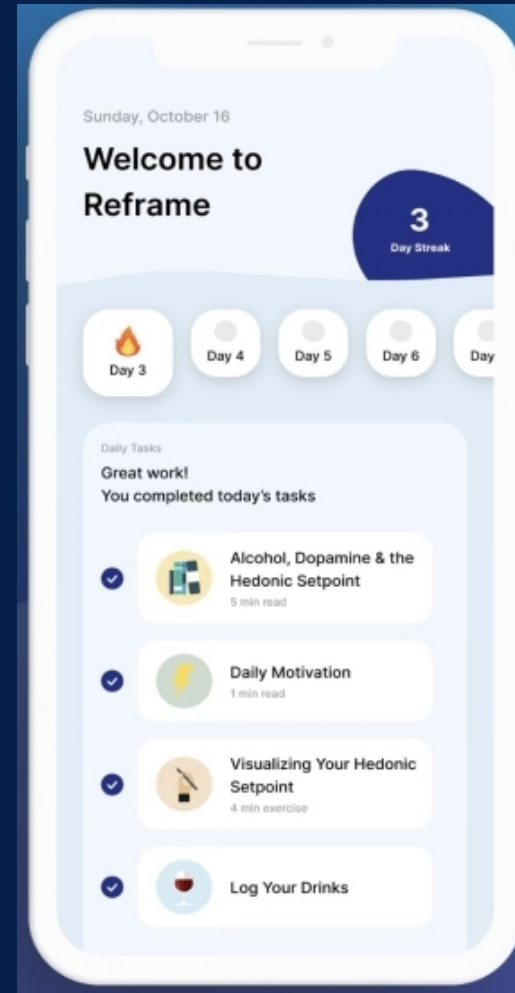 Sunday, October 16
Welcome to
Reframe
3
Day Streak
Day 3
Day 4
Day 5
Day 6
Day
Daily Tasks
Great work!
You completed today's tasks
Alcohol, Dopamine & the
Hedonic Setpoint
5 min read
Daily Motivation
1 min read
Visualizing Your Hedonic
Setpoint
4 min exercise
Log Your Drinks